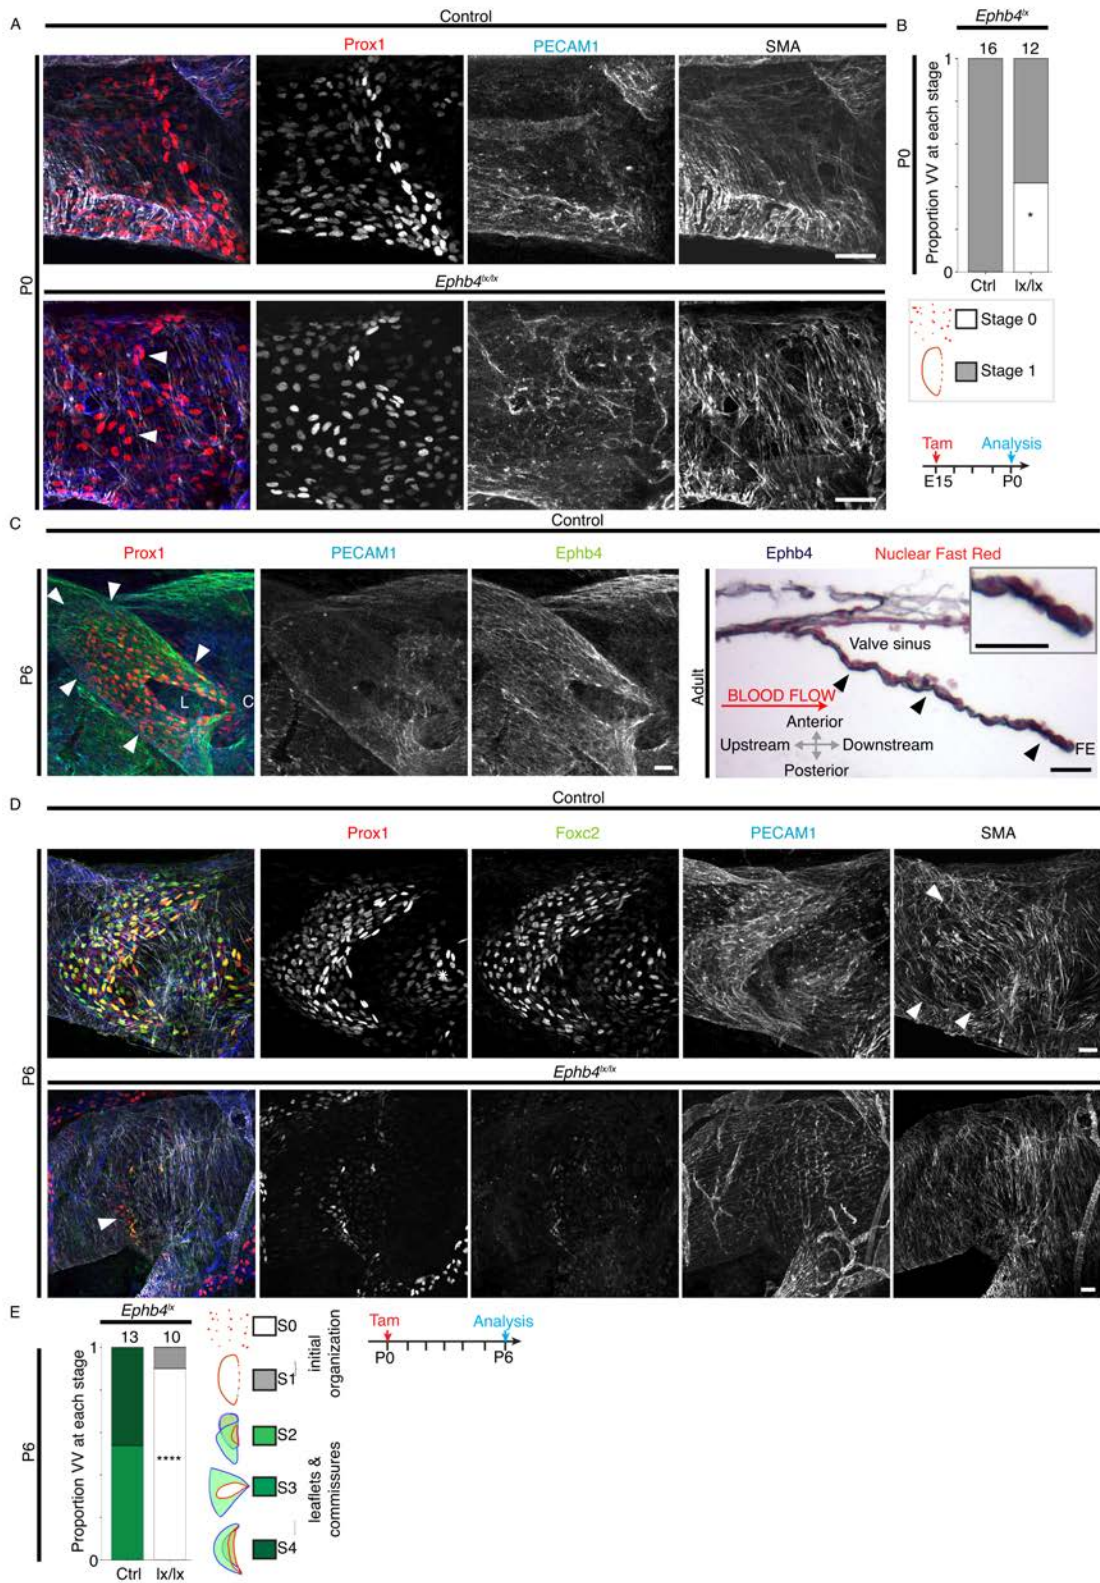 A
Control
Prox1 PECAM1 SMA
P0
Ephb4lx/lx
B
Ephb4lx
16 12
1
Proportion VV at each stage
P0
*
0
Ctrl lx/lx
Stage 0
Stage 1
Tam Analysis
E15 P0
C
Control
Prox1 PECAM1 Ephb4 Ephb4 Nuclear Fast Red
P6
L
C
Adult
Valve sinus
BLOOD FLOW
Anterior
Upstream Downstream
Posterior
FE
D
Control
Prox1 Foxc2 PECAM1 SMA
P6
*
Ephb4lx/lx
E
Ephb4lx
13 10
1
Proportion VV at each stage
P6
****
0
Ctrl lx/lx
S0
S1
initial
organization
S2
S3
S4
leaflets &
commissures
Tam Analysis
P0 P6